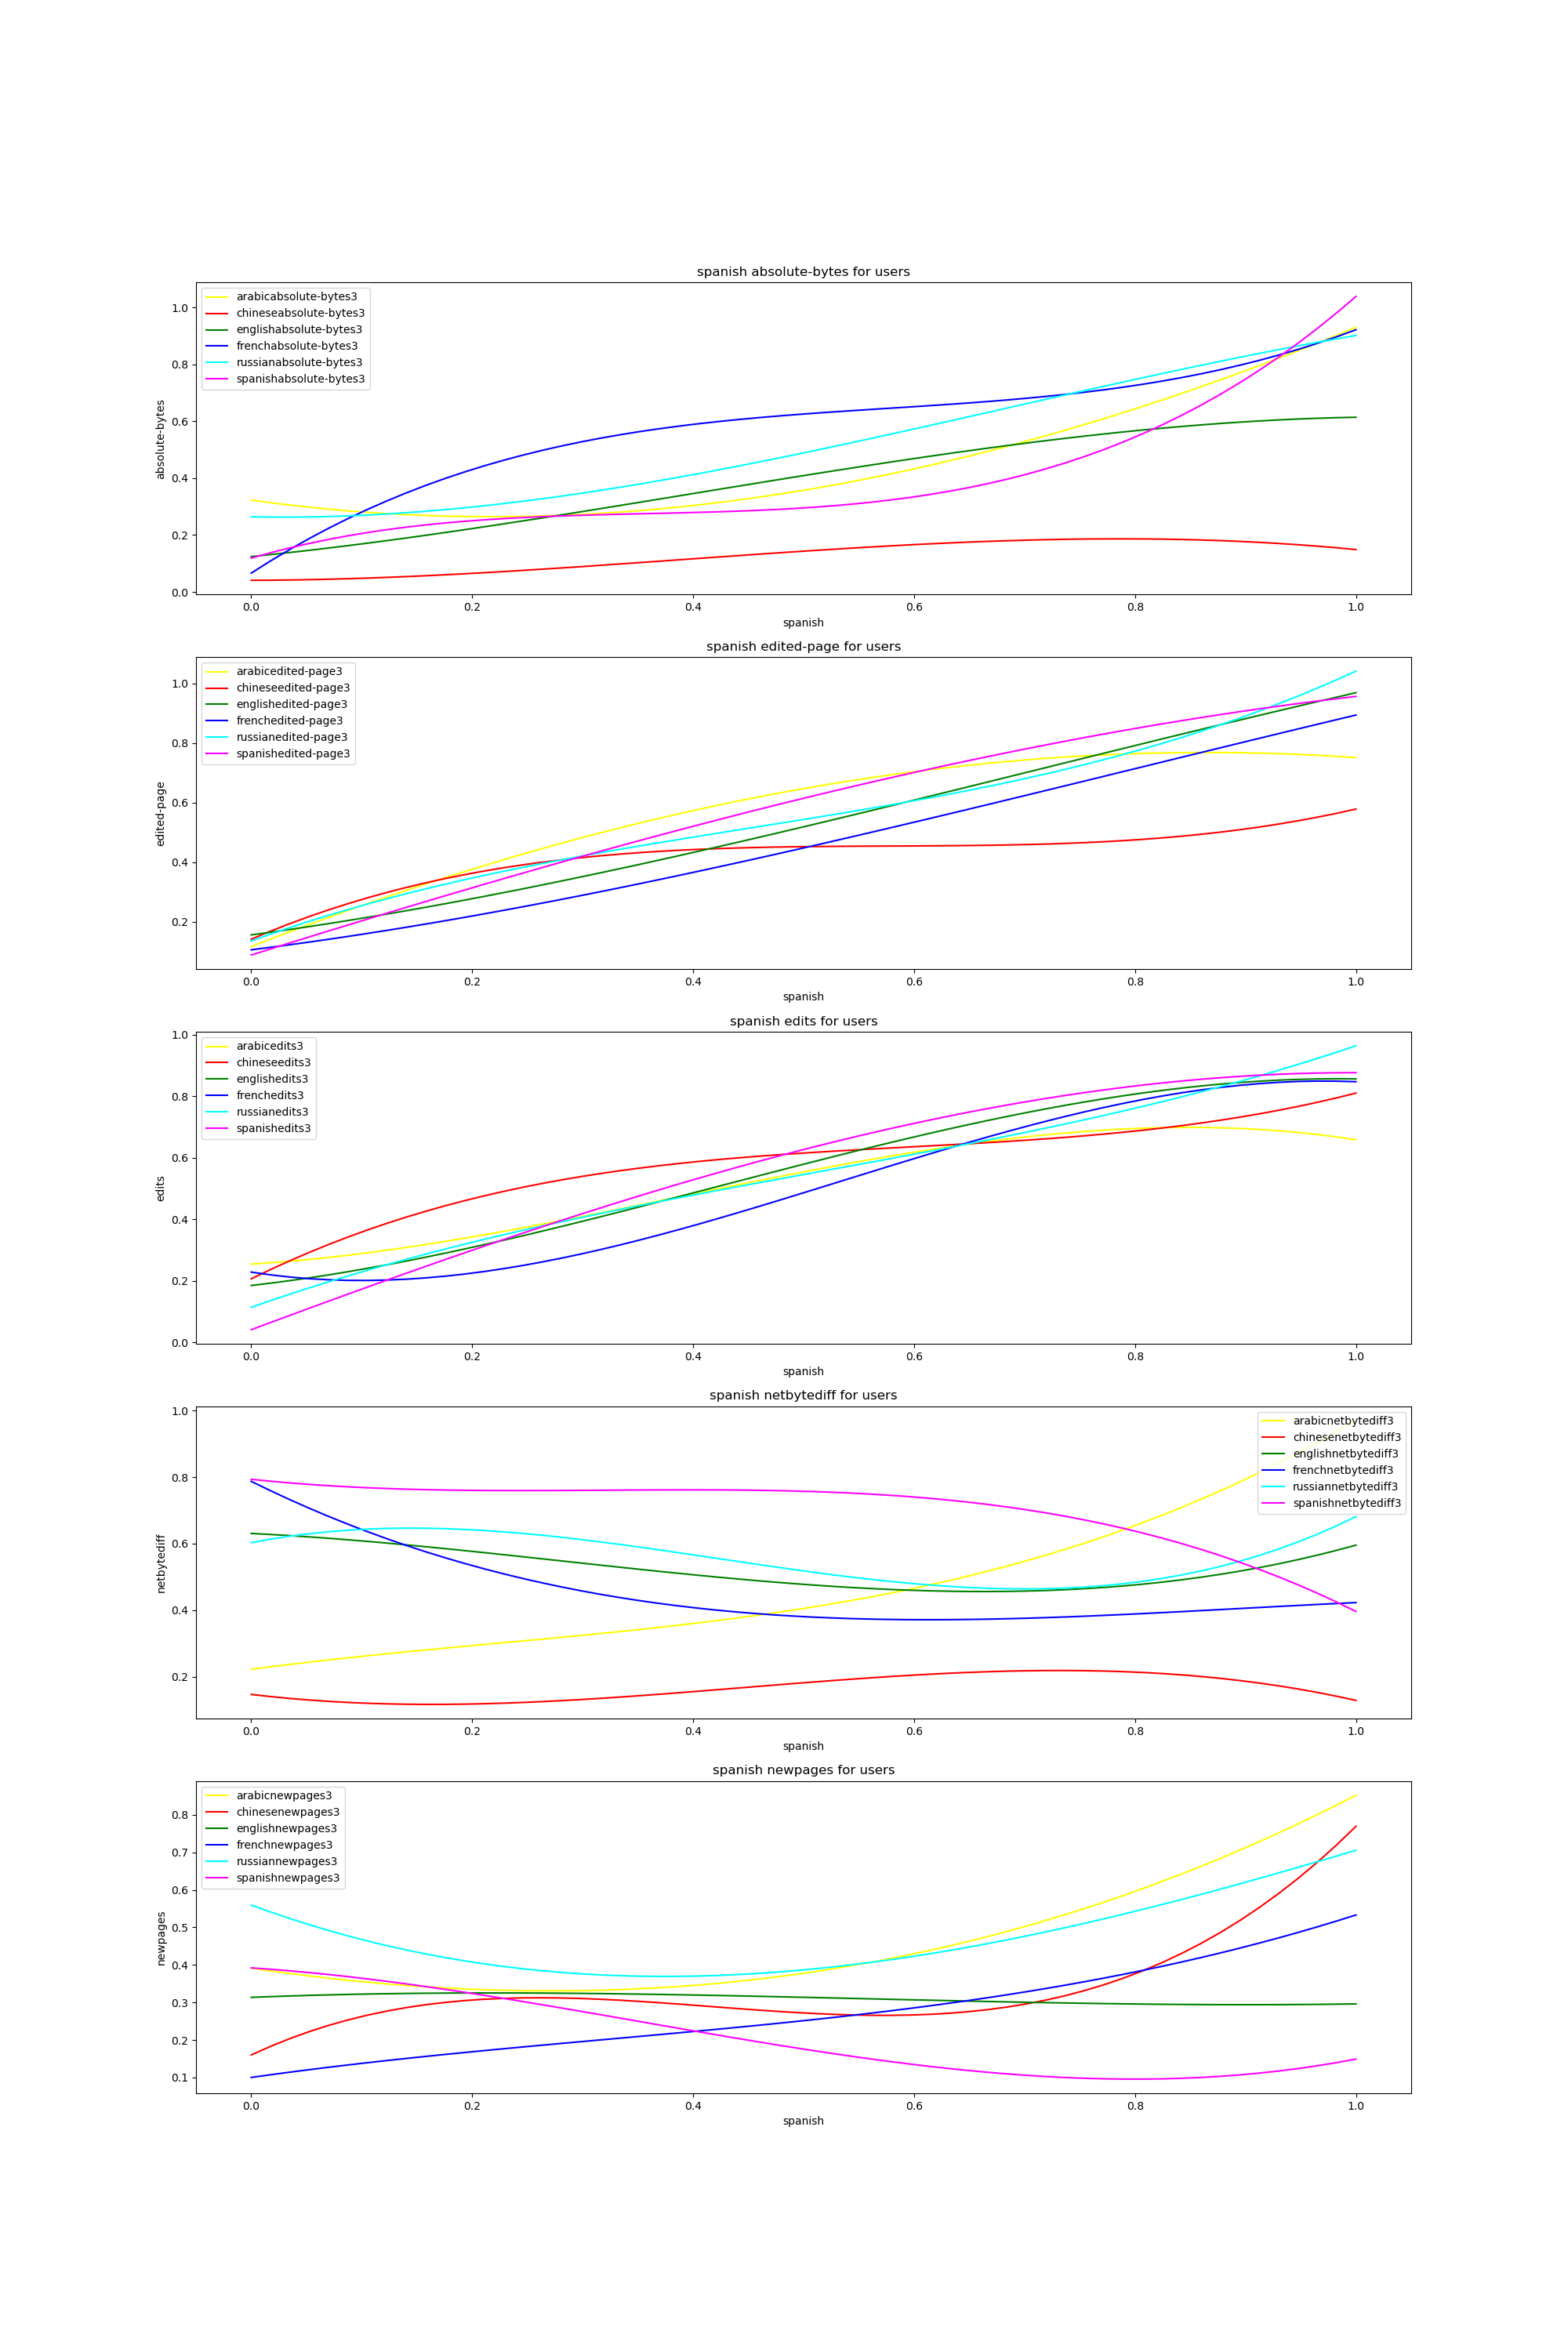 spanish absolute-bytes for users
absolute-bytes
1.0
0.8
0.6
0.4
0.2
0.0
arabicabsolute-bytes3
chineseabsolute-bytes3
englishabsolute-bytes3
frenchabsolute-bytes3
russianabsolute-bytes3
spanishabsolute-bytes3
0.0 0.2 0.4 0.6 0.8 1.0
spanish
spanish edited-page for users
edited-page
1.0
0.8
0.6
0.4
0.2
arabicedited-page3
chineseedited-page3
englishedited-page3
frenchedited-page3
russianedited-page3
spanishedited-page3
0.0 0.2 0.4 0.6 0.8 1.0
spanish
spanish edits for users
edits
1.0
0.8
0.6
0.4
0.2
0.0
arabicedits3
chineseedits3
englishedits3
frenchedits3
russianedits3
spanishedits3
0.0 0.2 0.4 0.6 0.8 1.0
spanish
spanish netbytediff for users
netbytediff
1.0
0.8
0.6
0.4
0.2
arabicnetbytediff3
chinesenetbytediff3
englishnetbytediff3
frenchnetbytediff3
russiannetbytediff3
spanishnetbytediff3
0.0 0.2 0.4 0.6 0.8 1.0
spanish
spanish newpages for users
newpages
0.8
0.7
0.6
0.5
0.4
0.3
0.2
0.1
arabicnewpages3
chinesenewpages3
englishnewpages3
frenchnewpages3
russiannewpages3
spanishnewpages3
0.0 0.2 0.4 0.6 0.8 1.0
spanish